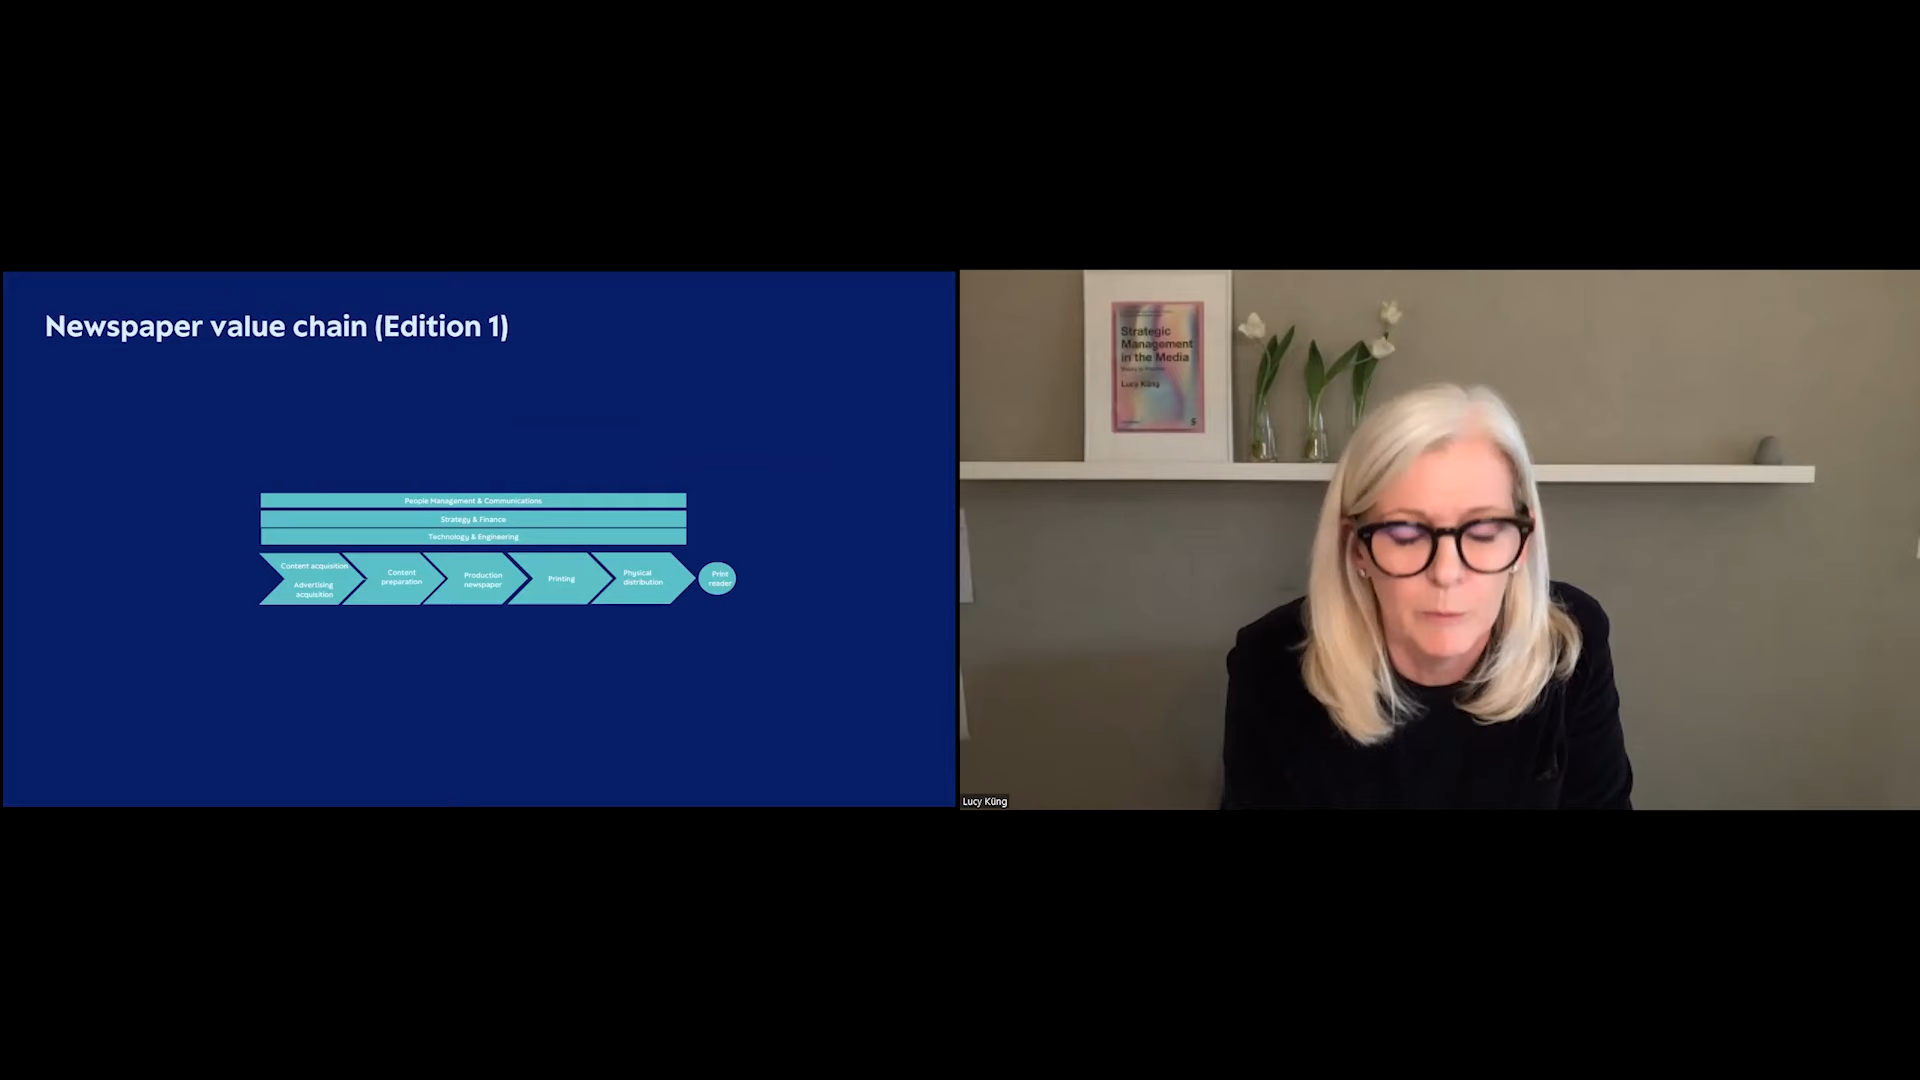 Newspaper value chain (Edition 1)
People Management & Communications
Strategy & Finance
Technology & Engineering
Content acquisition
Advertising
acquisition
Content
preparation
Production
newspaper
Printing
Physical
distribution
Print
reader
Strategic
Management
in the Media
Lucy Küng
Lucy Küng